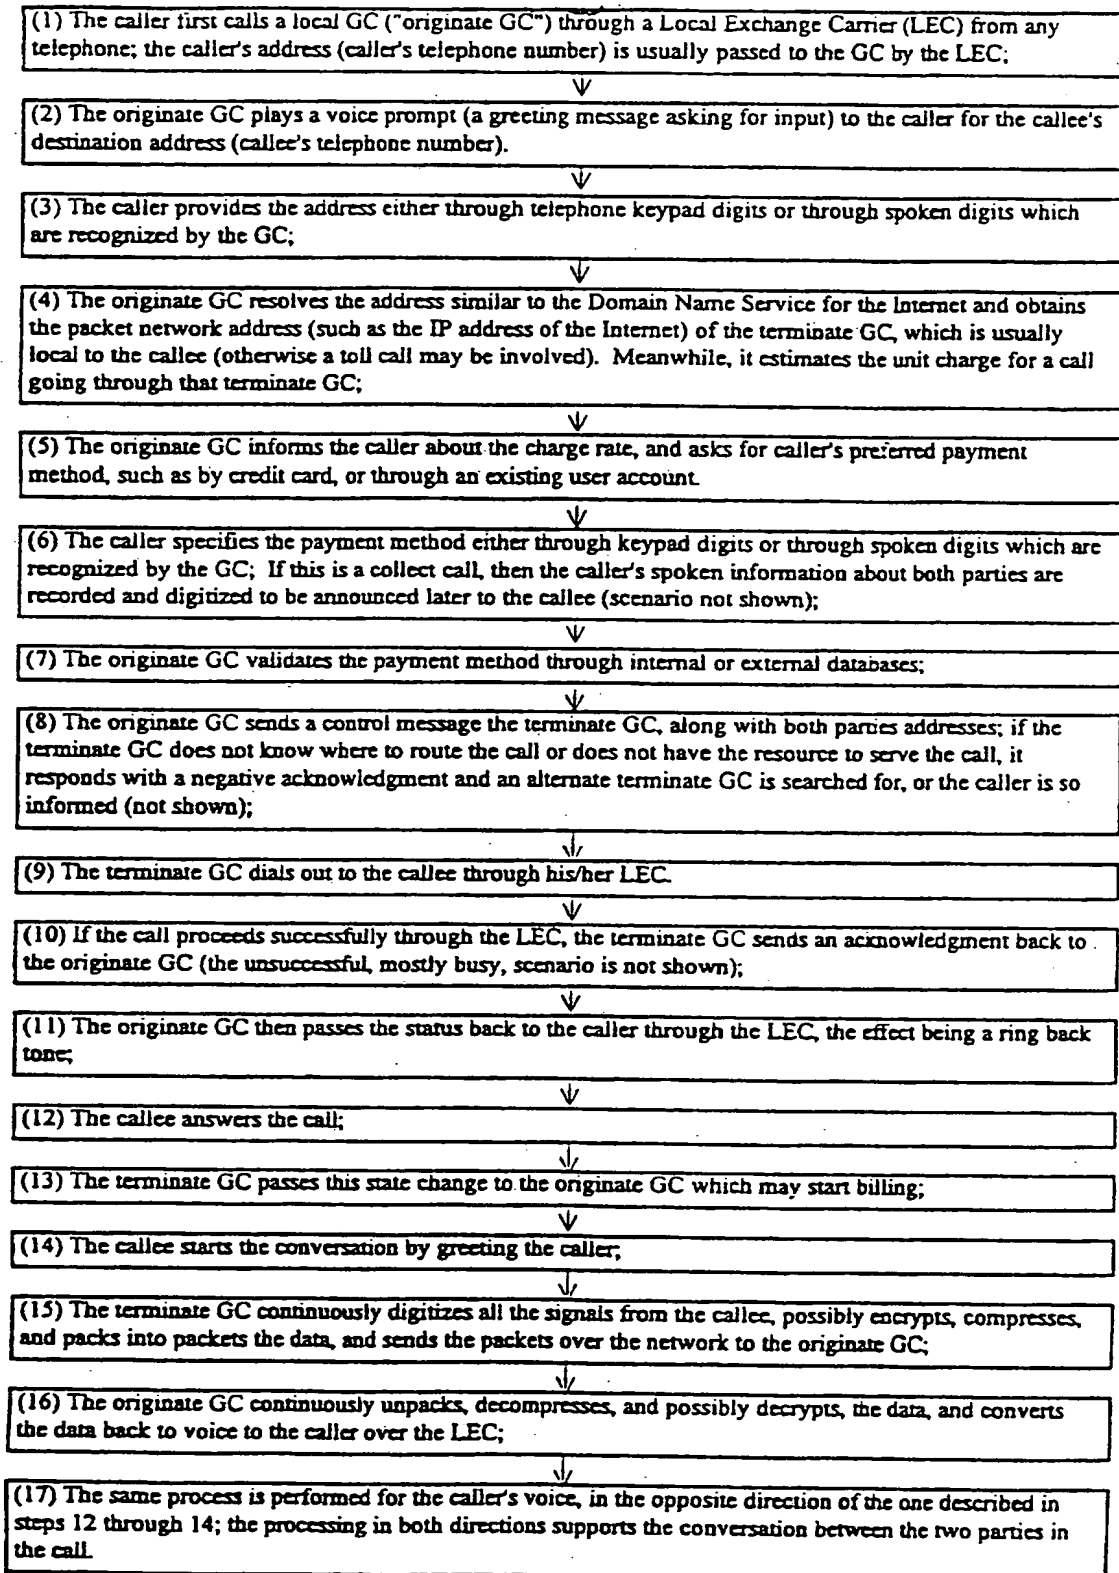 (1) The caller first calls a local GC ("originate GC") through a Local Exchange Carrier (LEC) from any
telephone; the caller's address (caller's telephone number) is usually passed to the GC by the LEC;
(2) The originate GC plays a voice prompt (a greeting message asking for input) to the caller for the callee's
destination address (callee's telephone number).
(3) The caller provides the address either through telephone keypad digits or through spoken digits which
are recognized by the GC;
(4) The originate GC resolves the address similar to the Domain Name Service for the Internet and obtains
the packet network address (such as the IP address of the Internet) of the terminate GC, which is usually
local to the callee (otherwise a toll call may be involved). Meanwhile, it estimates the unit charge for a call
going through that terminate GC;
(5) The originate GC informs the caller about the charge rate, and asks for caller's preferred payment
method, such as by credit card, or through an existing user account.
(6) The caller specifies the payment method either through keypad digits or through spoken digits which are
recognized by the GC; If this is a collect call, then the caller's spoken information about both parties are
recorded and digitized to be announced later to the callee (scenario not shown);
(7) The originate GC validates the payment method through internal or external databases;
(8) The originate GC sends a control message the terminate GC, along with both parties addresses; if the
terminate GC does not know where to route the call or does not have the resource to serve the call, it
responds with a negative acknowledgment and an alternate terminate GC is searched for, or the caller is so
informed (not shown);
(9) The terminate GC dials out to the callee through his/her LEC.
(10) If the call proceeds successfully through the LEC, the terminate GC sends an acknowledgment back to
the originate GC (the unsuccessful, mostly busy, scenario is not shown);
(11) The originate GC then passes the status back to the caller through the LEC, the effect being a ring back
tone;
(12) The callee answers the call;
(13) The terminate GC passes this state change to the originate GC which may start billing;
(14) The callee starts the conversation by greeting the caller;
(15) The terminate GC continuously digitizes all the signals from the callee, possibly encrypts, compresses,
and packs into packets the data, and sends the packets over the network to the originate GC;
(16) The originate GC continuously unpacks, decompresses, and possibly decrypts, the data, and converts
the data back to voice to the caller over the LEC;
(17) The same process is performed for the caller's voice, in the opposite direction of the one described in
steps 12 through 14; the processing in both directions supports the conversation between the two parties in
the call.